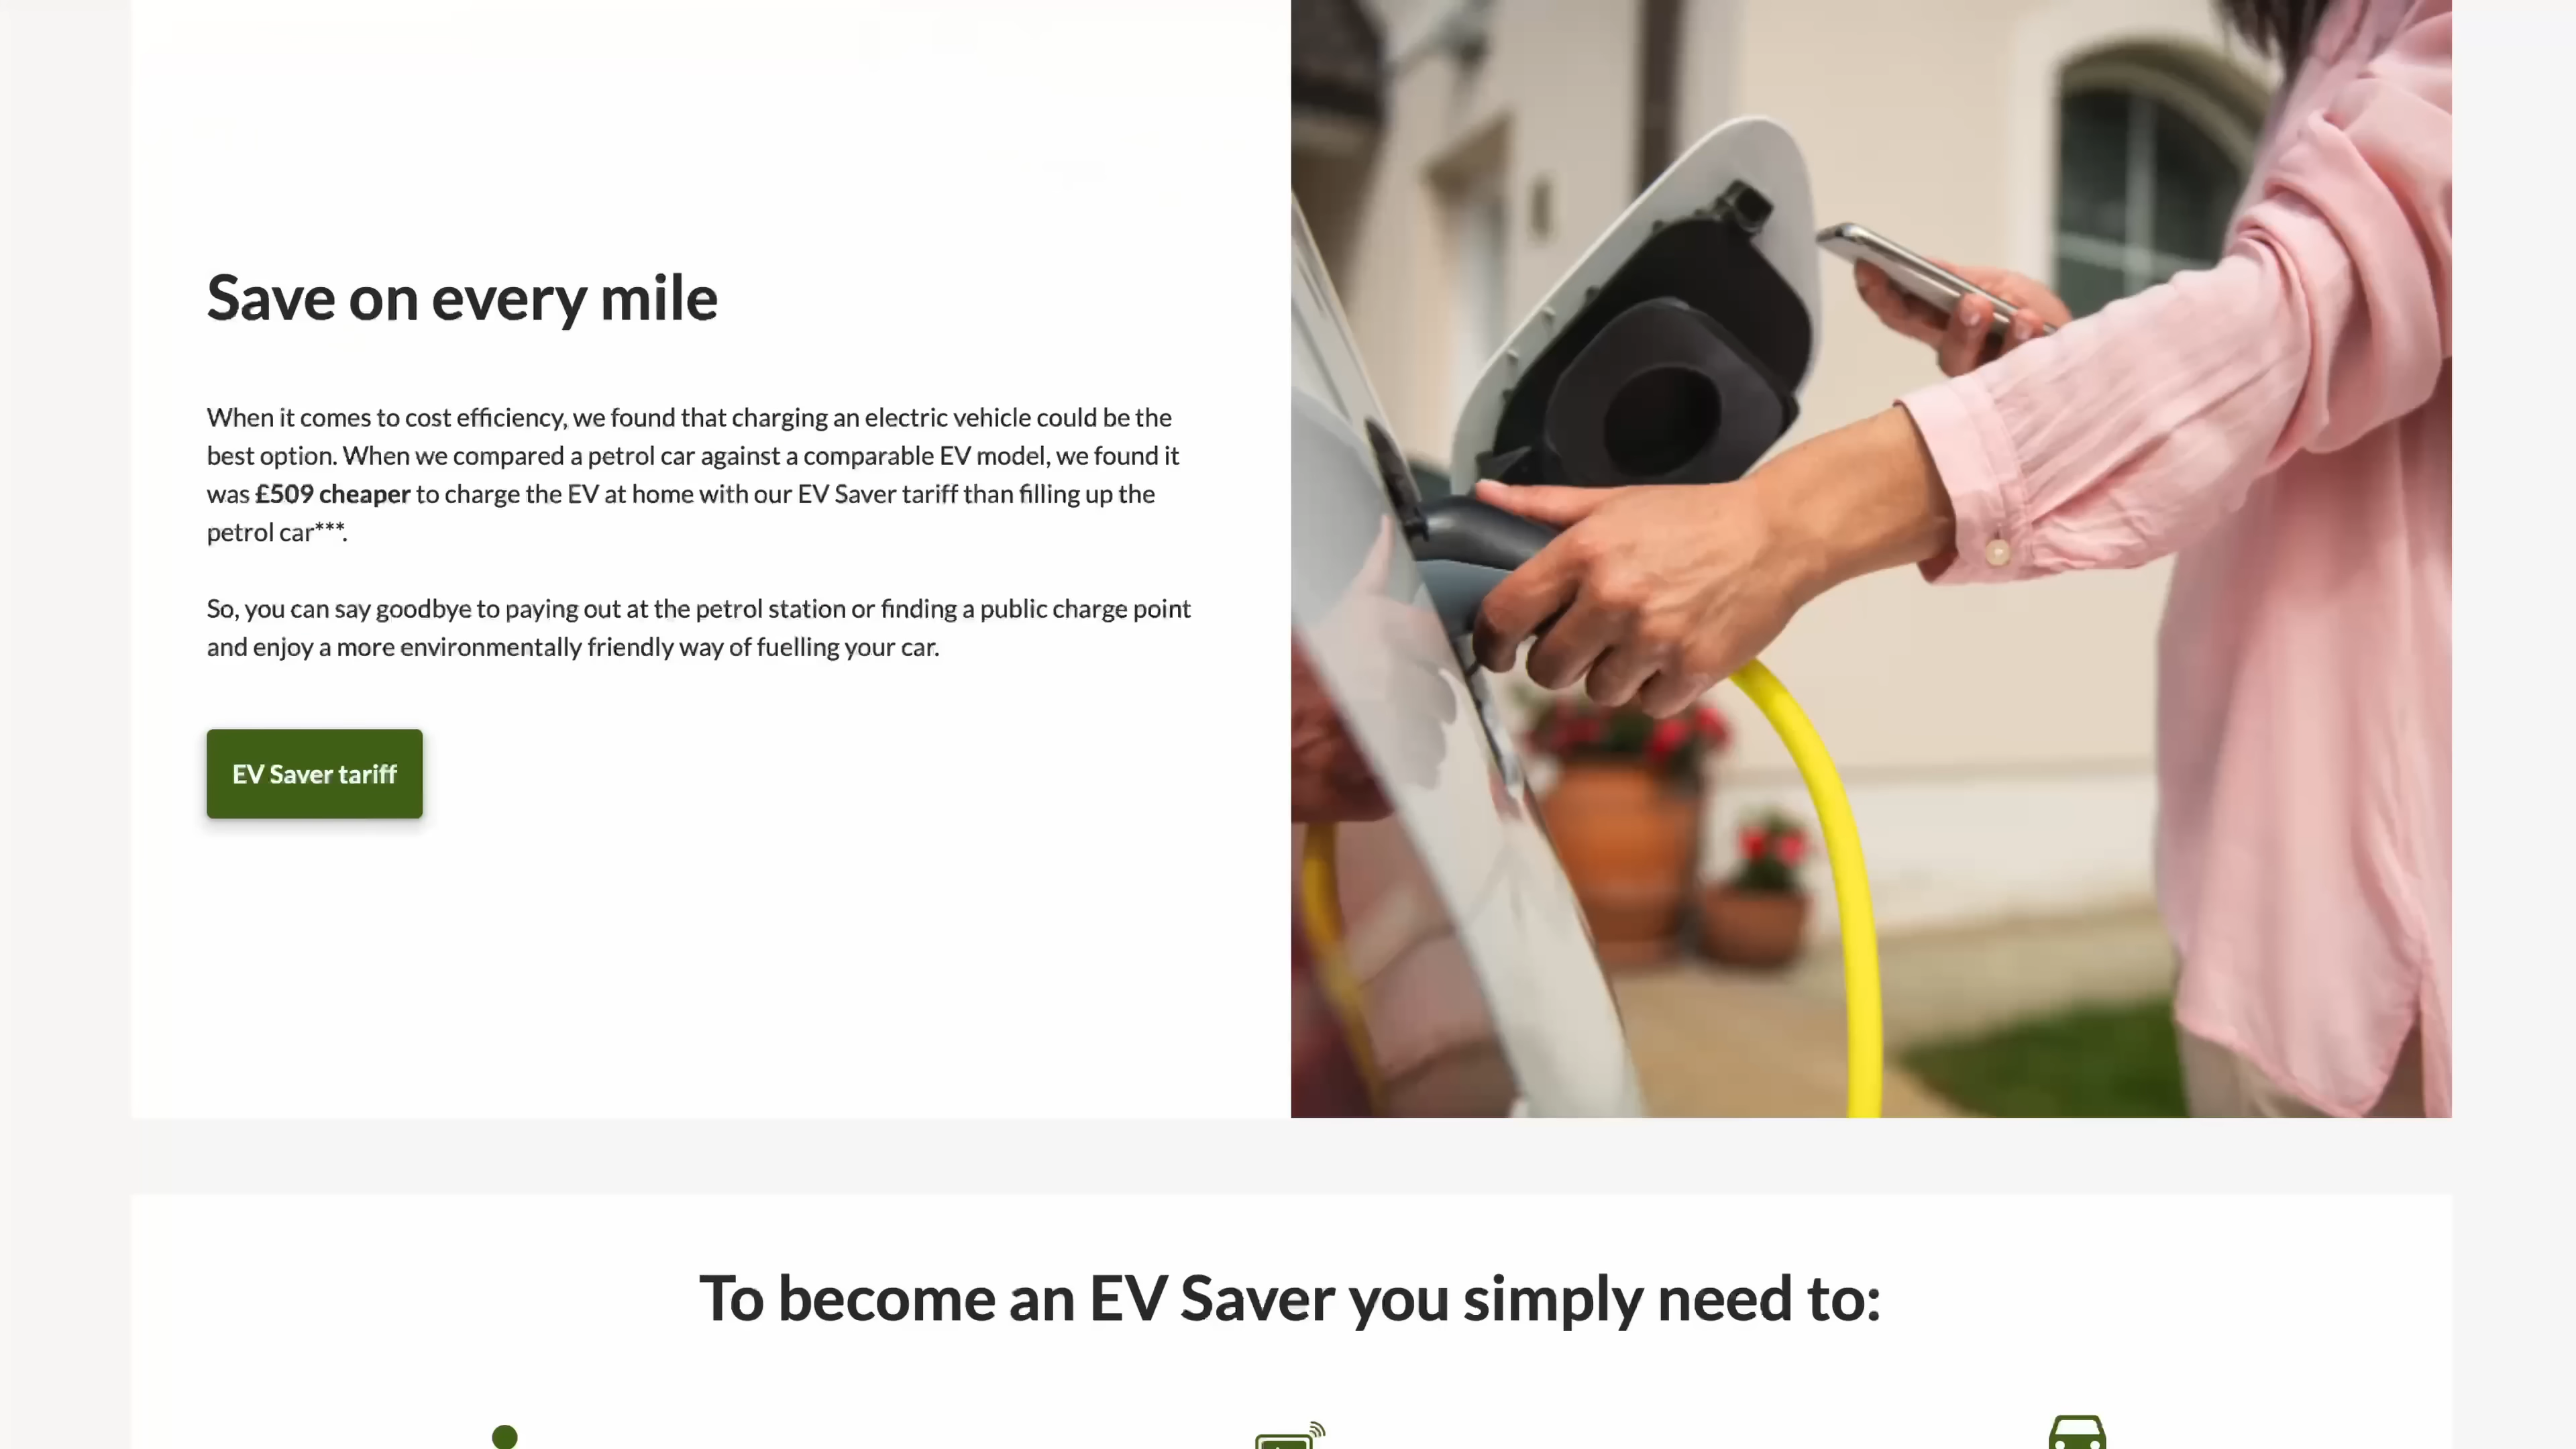 Save on every mile
When it comes to cost efficiency, we found that charging an electric vehicle could be the
best option. When we compared a petrol car against a comparable EV model, we found it
was £509 cheaper to charge the EV at home with our EV Saver tariff than filling up the
petrol car***.
So, you can say goodbye to paying out at the petrol station or finding a public charge point
and enjoy a more environmentally friendly way of fuelling your car.
EV Saver tariff
To become an EV Saver you simply need to: